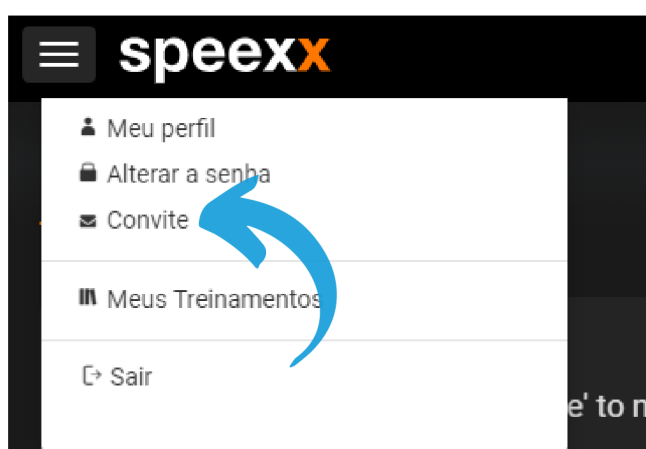 speexx
Meu perfil
Alterar a senha
Convite
Meus Treinamentos
Sair
e' to n